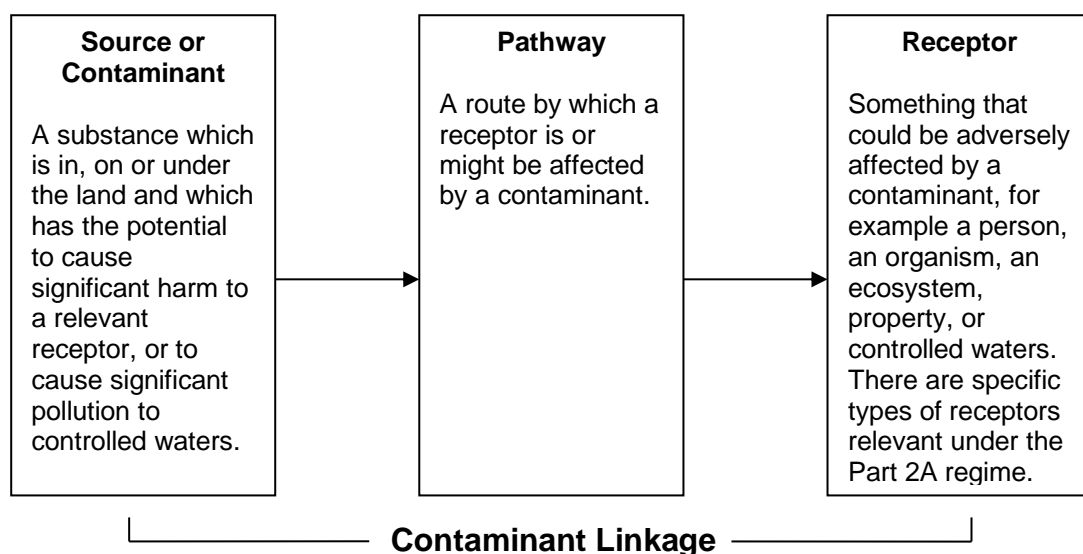 Source or
Contaminant
A substance which
is in, on or under
the land and which
has the potential
to cause
significant harm to
a relevant
receptor, or to
cause significant
pollution to
controlled waters.
Pathway
A route by which a
receptor is or
might be affected
by a contaminant.
Receptor
Something that
could be adversely
affected by a
contaminant, for
example a person,
an organism, an
ecosystem,
property, or
controlled waters.
There are specific
types of receptors
relevant under the
Part 2A regime.
Contaminant Linkage